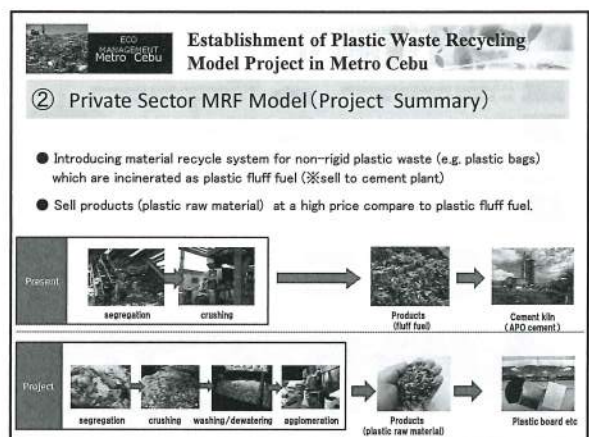 ECO
MANAGEMENT
Metro Cebu
Establishment of Plastic Waste Recycling
Model Project in Metro Cebu
② Private Sector MRF Model(Project Summary)
● Introducing material recycle system for non-rigid plastic waste (e.g. plastic bags)
which are incinerated as plastic fluff fuel (※sell to cement plant)
● Sell products (plastic raw material) at a high price compare to plastic fluff fuel.
Present
segregation
crushing
Products
(fluff fuel)
Cement kiln
(APO cement)
Project
segregation
crushing
washing/dewatering
agglomeration
Products
(plastic raw material)
Plastic board etc